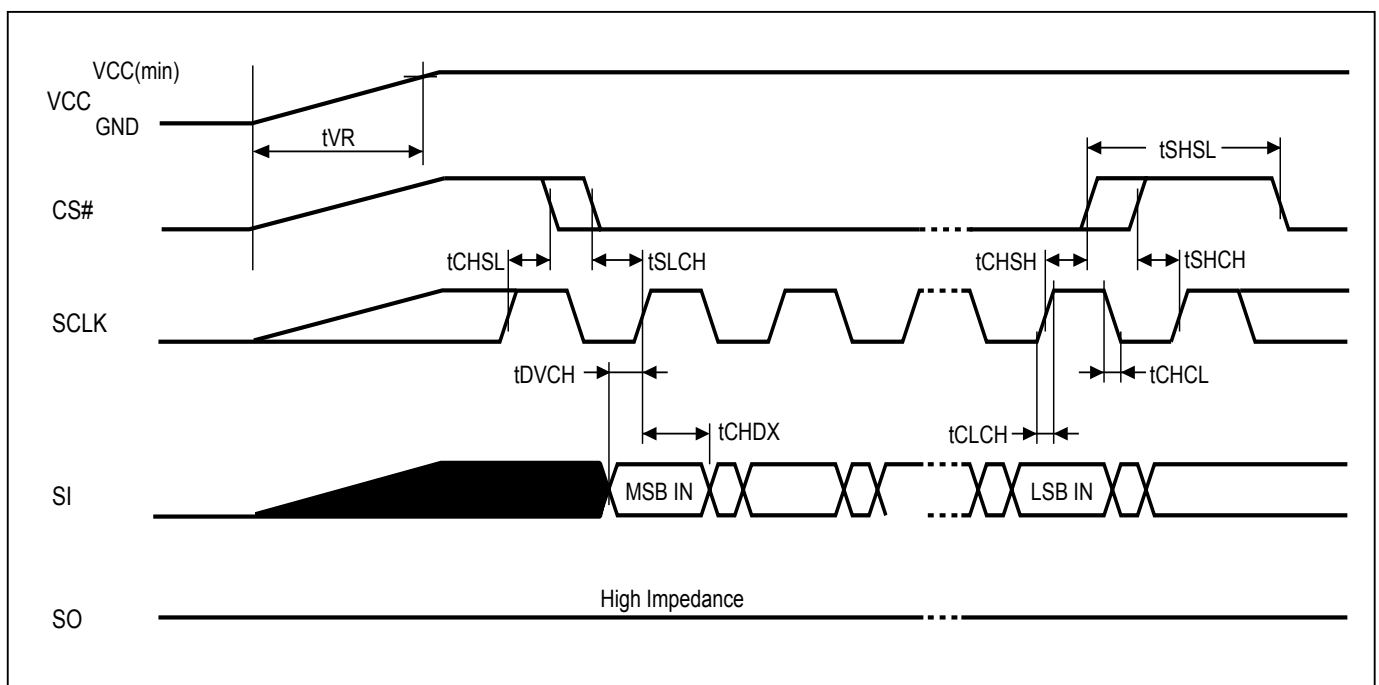 VCC(min)
VCC
GND
tVR
tSHSL
CS#
tCHSL
tSLCH
tCHSH
tSHCH
SCLK
tDVCH
tCHCL
tCHDX
tCLCH
SI
MSB IN
LSB IN
High Impedance
SO